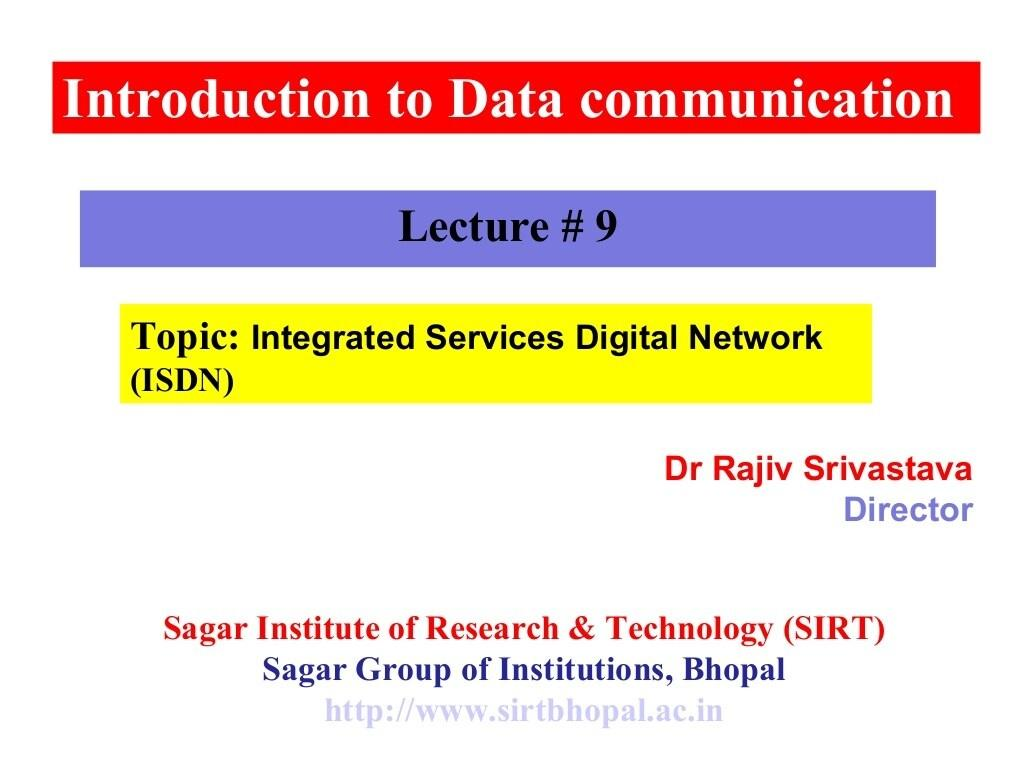 Introduction to Data communication
Lecture # 9
Topic: Integrated Services Digital Network
(ISDN)
Dr Rajiv Srivastava
Director
Sagar Institute of Research & Technology (SIRT)
Sagar Group of Institutions, Bhopal
http://www.sirtbhopal.ac.in